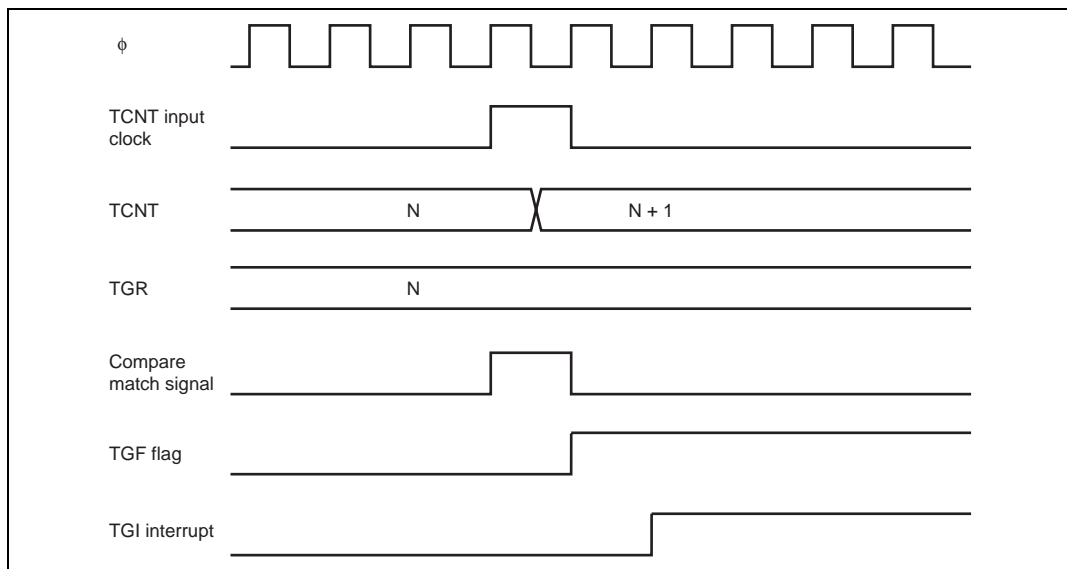 ϕ
TCNT input
clock
TCNT
N
N + 1
TGR
N
Compare
match signal
TGF flag
TGI interrupt